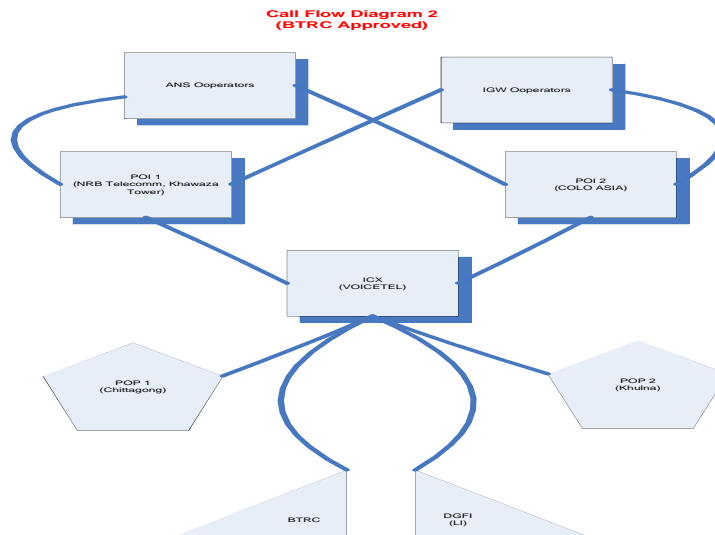 Call Flow Diagram 2
(BTRC Approved)
ANS Ooperators
IGW Ooperators
POI 1
(NRB Telecomm, Khawaza
Tower)
POI 2
(COLO ASIA)
ICX
(VOICETEL)
POP 1
(Chittagong)
POP 2
(Khulna)
BTRC
DGFI
(LI)